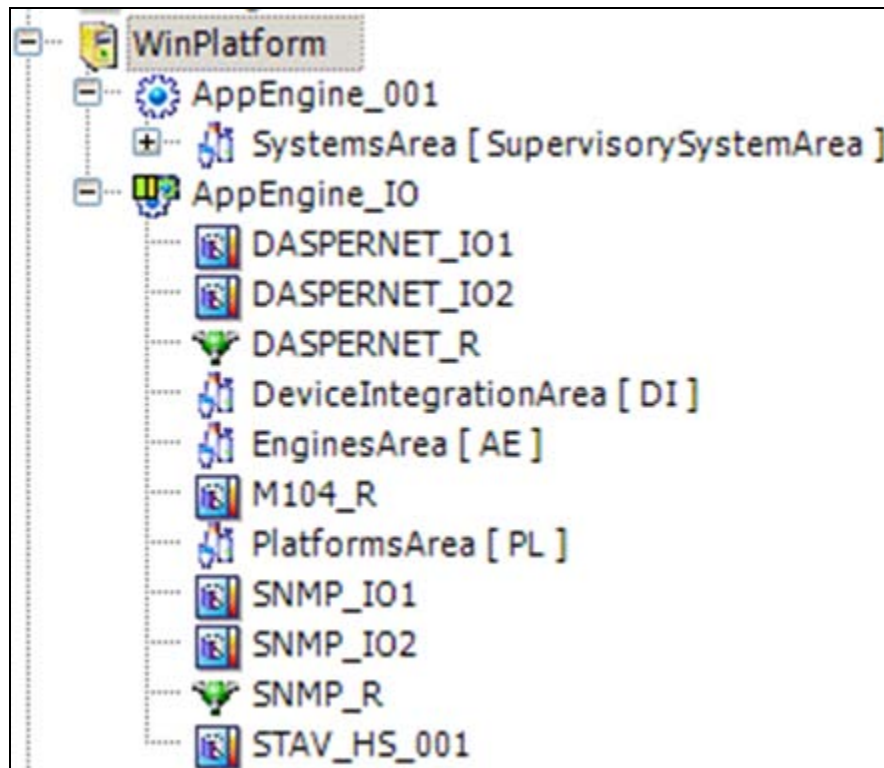 WinPlatform
AppEngine_001
SystemsArea [ SupervisorySystemArea ]
AppEngine_IO
DASPERNET_IO1
DASPERNET_IO2
DASPERNET_R
DeviceIntegrationArea [ DI ]
EnginesArea [ AE ]
M104_R
PlatformsArea [ PL ]
SNMP_IO1
SNMP_IO2
SNMP_R
STAV_HS_001